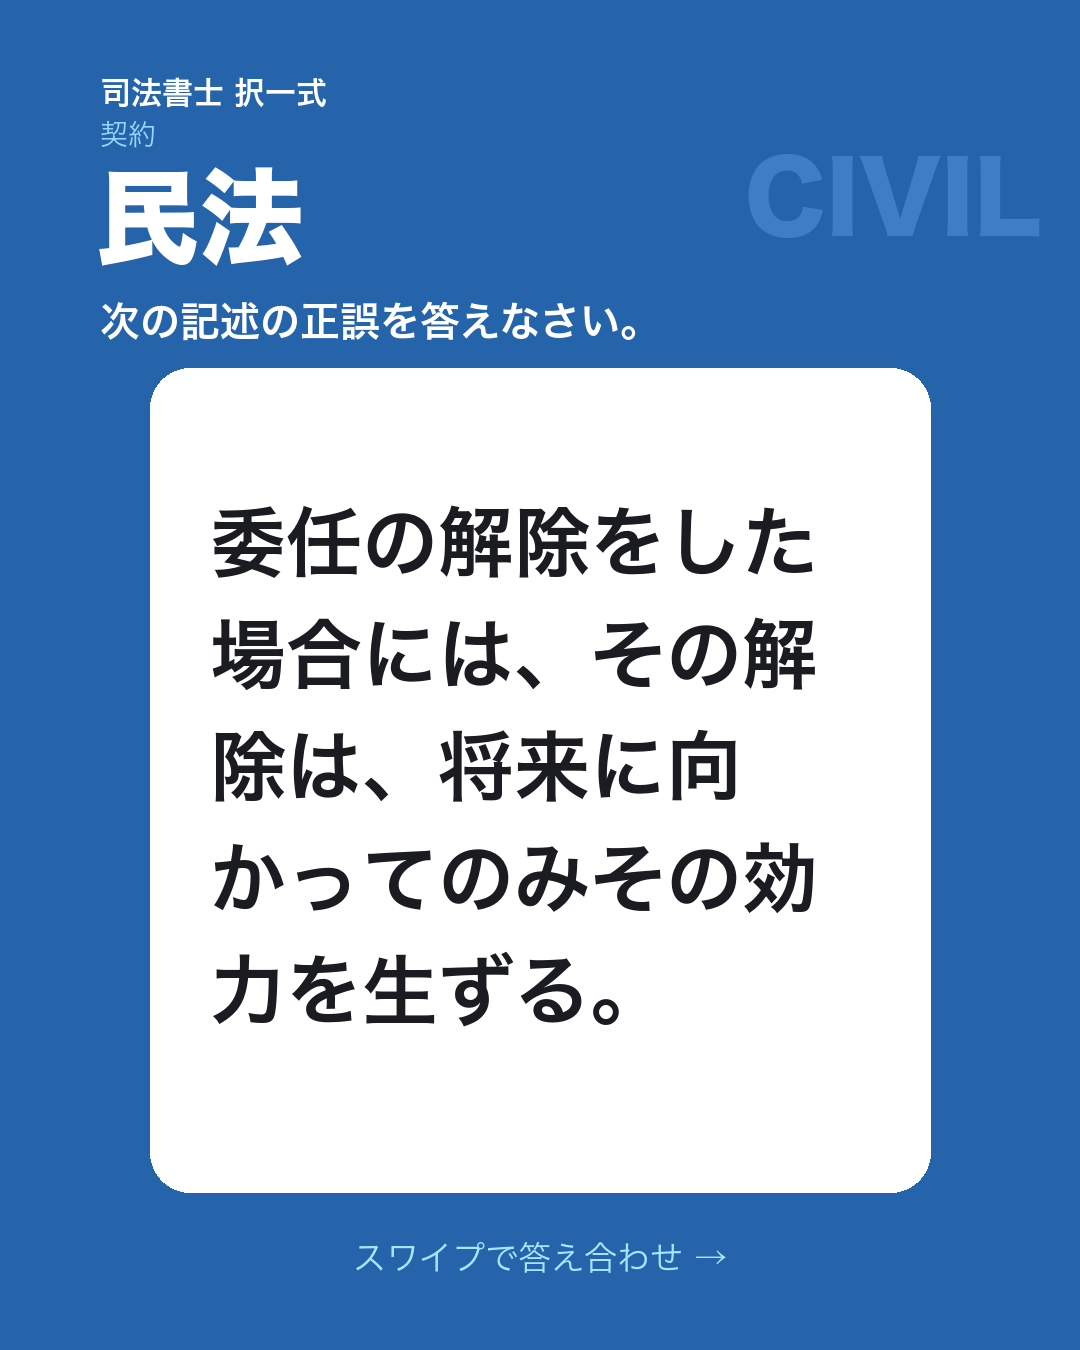 司法書士 択一式
契約
民法
CIVIL
次の記述の正誤を答えなさい。
委任の解除をした
場合には、その解
除は、将来に向
かってのみその効
力を生ずる。
スワイプで答え合わせ →